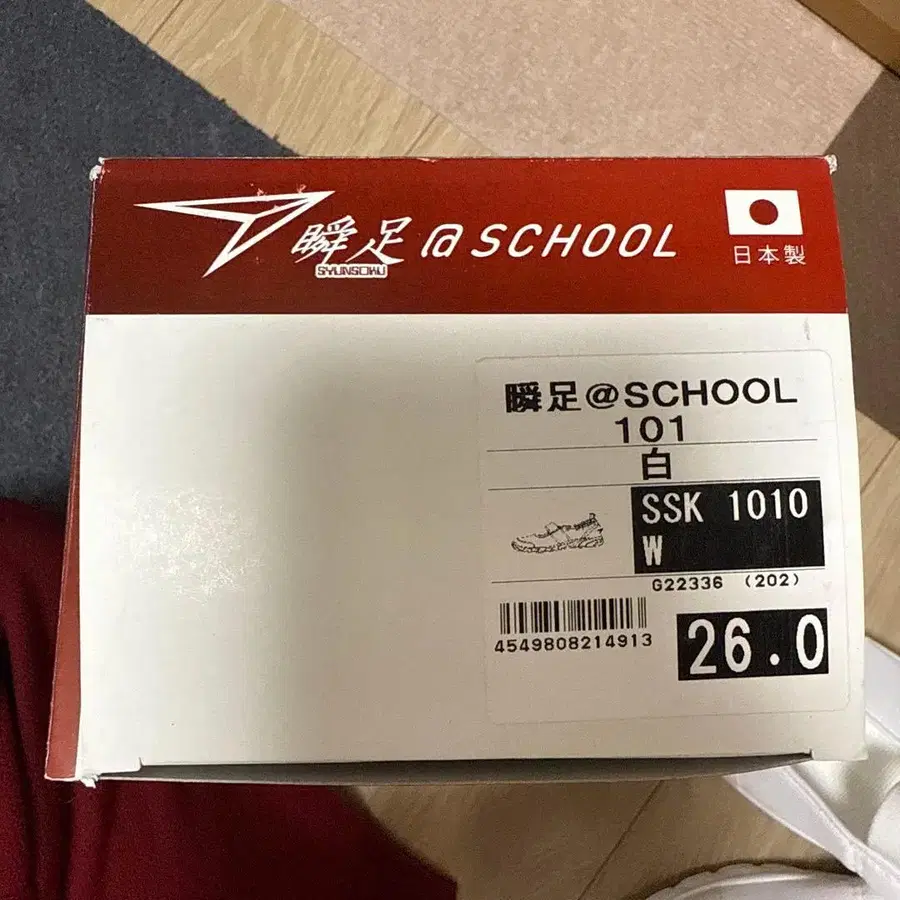 瞬足@SCHOOL
SYUNSOKU
日本製
瞬足@SCHOOL
101
白
SSK 1010
W
G22336 (202)
4549808214913
26.0